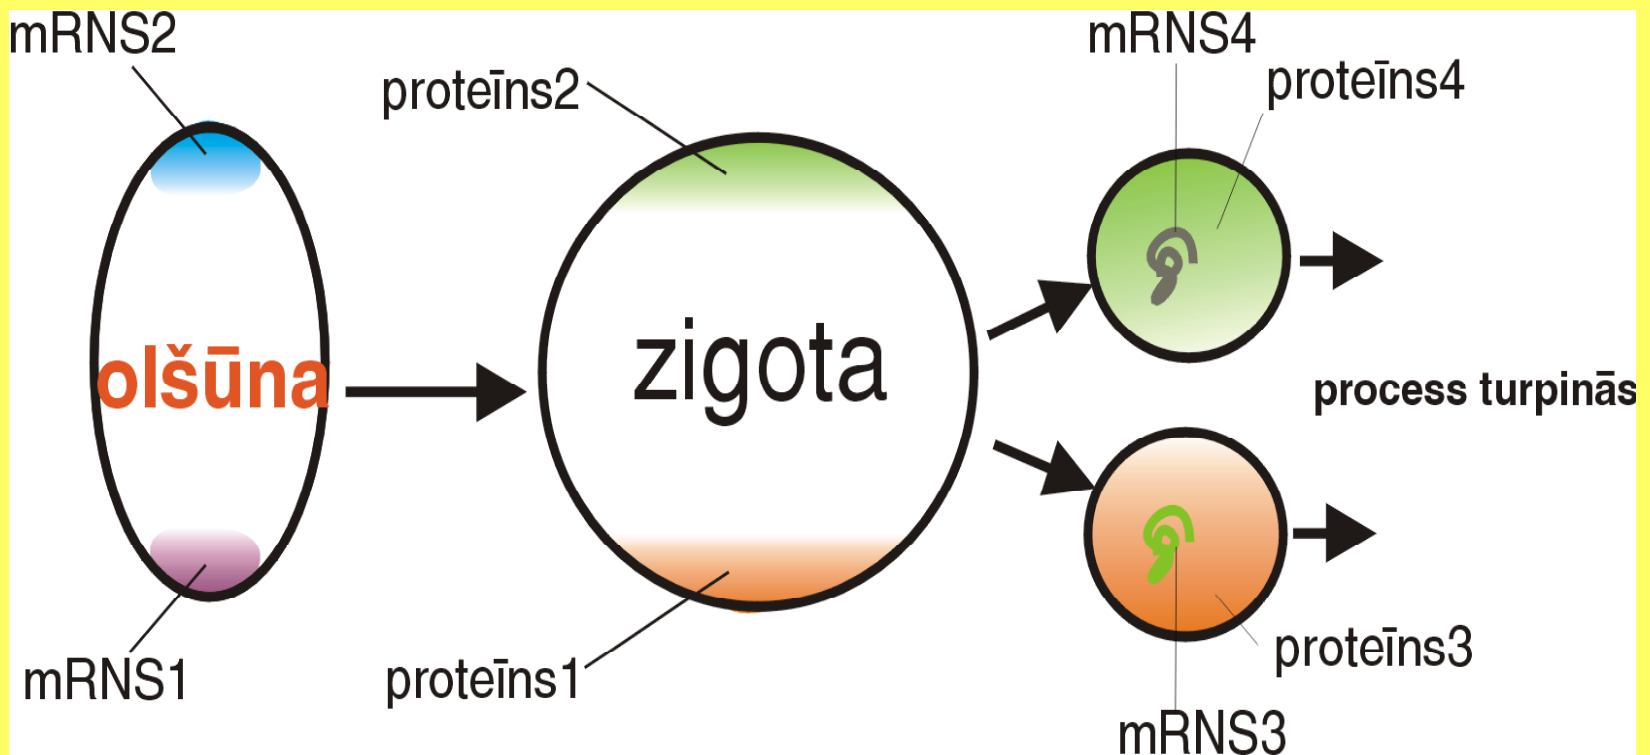 mRNS2
mRNS4
proteīns2
proteīns4
olšūna
zigota
process turpinās
mRNS1
proteīns1
proteīns3
mRNS3